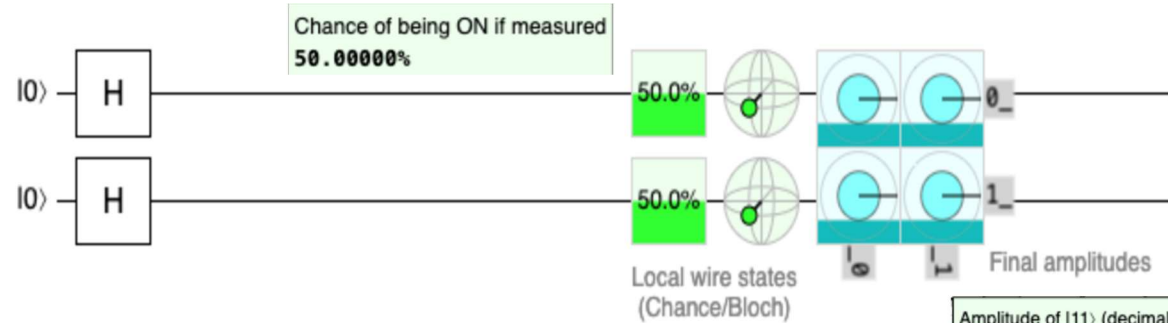 Chance of being ON if measured
50.00000%
|0⟩ H 50.0% 0_
|0⟩ H 50.0% 1_
_0 _1
Local wire states
(Chance/Bloch)
Final amplitudes
Amplitude of |11⟩ (decimal